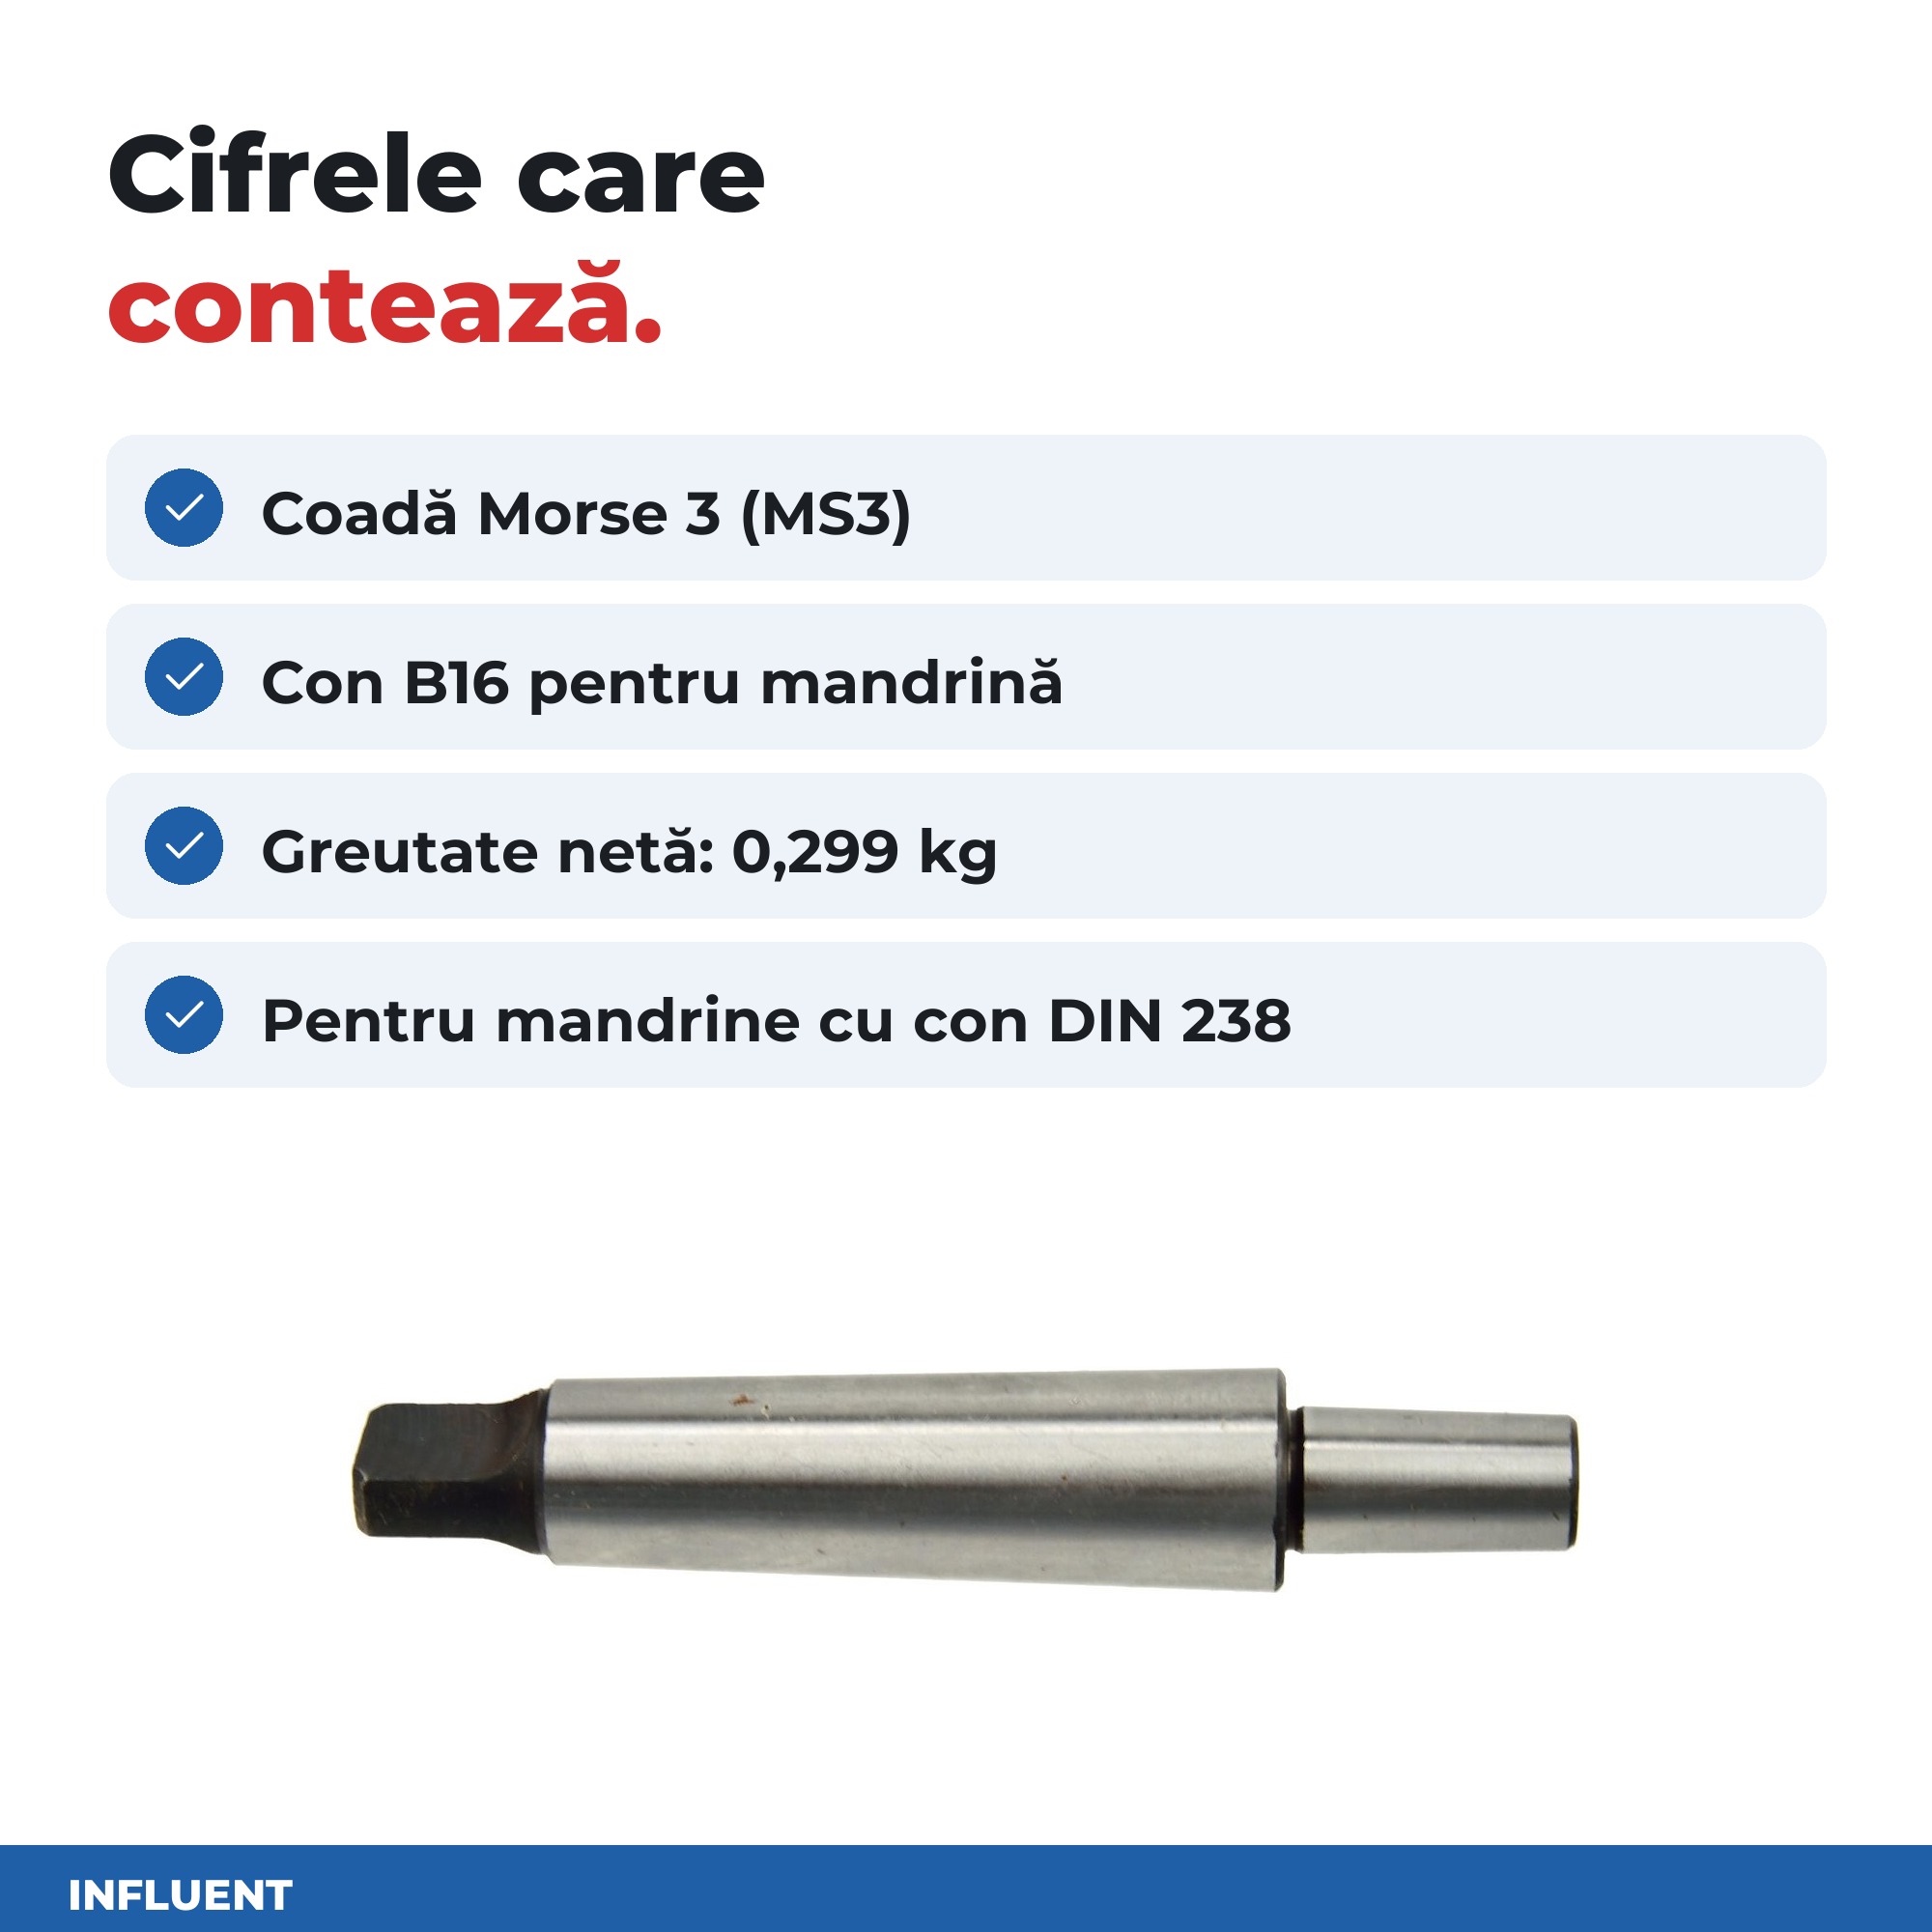 Cifrele care
contează.
Coadă Morse 3 (MS3)
Con B16 pentru mandrină
Greutate netă: 0,299 kg
Pentru mandrine cu con DIN 238
INFLUENT